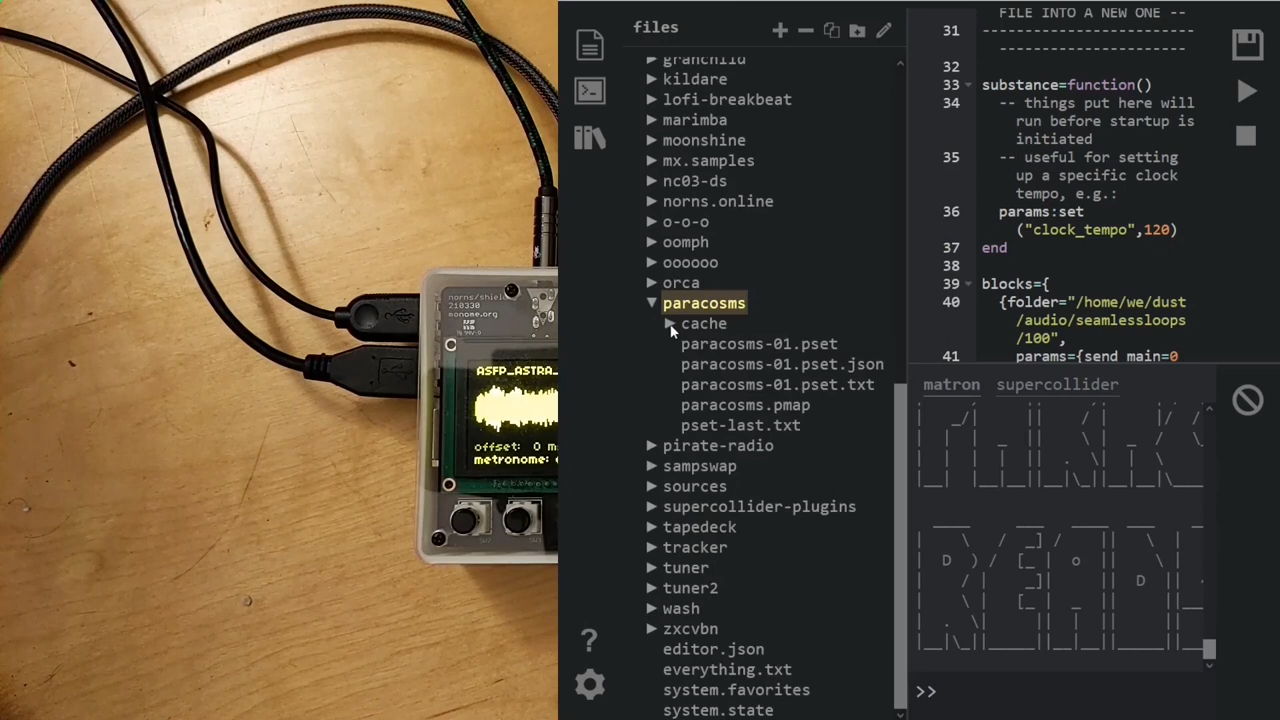 norns/shield
210330
monome.org
ASFP_ASTRA_
offset: 0 m
metronome:
files
granchild
kildare
lofi-breakbeat
marimba
moonshine
mx.samples
nc03-ds
norns.online
o-o-o
oomph
oooooo
orca
paracosms
cache
paracosms-01.pset
paracosms-01.pset.json
paracosms-01.pset.txt
paracosms.pmap
pset-last.txt
pirate-radio
sampswap
sources
supercollider-plugins
tapedeck
tracker
tuner
tuner2
wash
zxcvbn
editor.json
everything.txt
system.favorites
system.state
?
FILE INTO A NEW ONE --
31 -------------------------
----------------------
32
33 substance=function()
34 -- things put here will
run before startup is
initiated
35 -- useful for setting
up a specific clock
tempo, e.g.:
36 params:set
("clock_tempo",120)
37 end
38
39 blocks={
40 {folder="/home/we/dust
/audio/seamlessloops
/100",
41 params={send_main=0
matron supercollider
>>